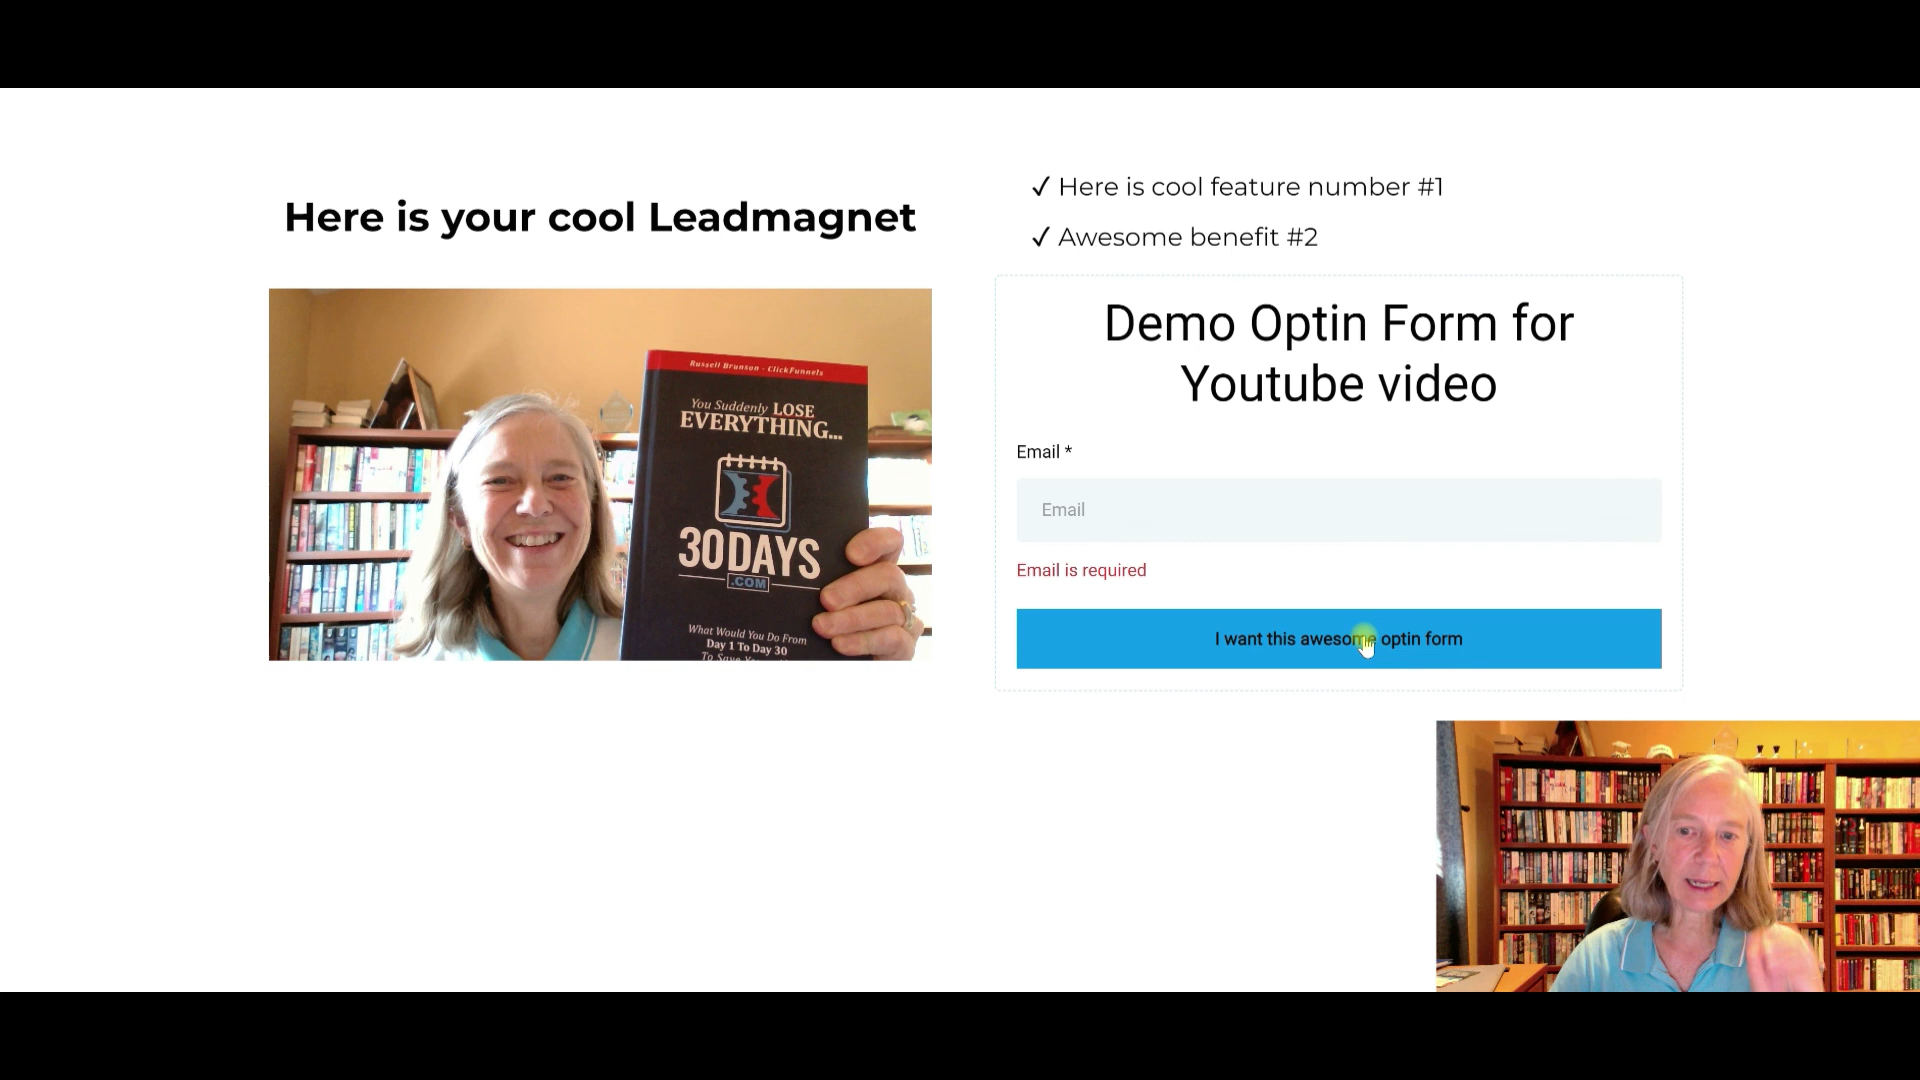 Here is your cool Leadmagnet
Russell Brunson - ClickFunnels
You Suddenly LOSE
EVERYTHING...
30DAYS
.COM
What Would You Do From
Day 1 To Day 30
✓ Here is cool feature number #1
✓ Awesome benefit #2
Demo Optin Form for
Youtube video
Email *
Email
Email is required
I want this awesome optin form